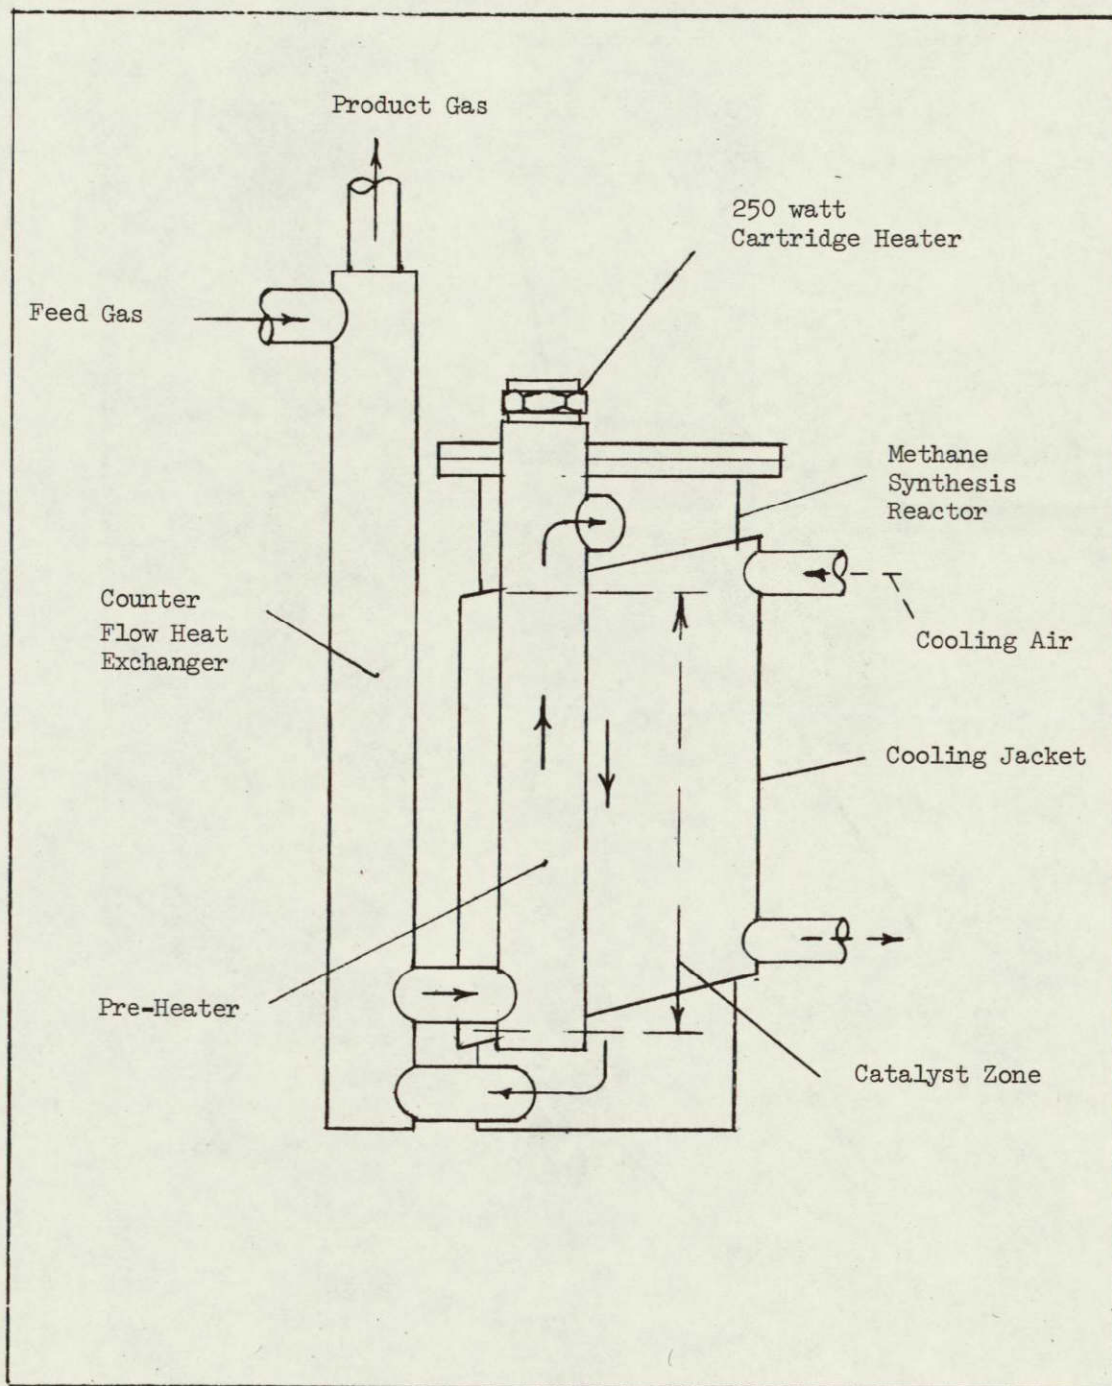 Product Gas
250 watt
Cartridge Heater
Feed Gas
Methane
Synthesis
Reactor
Counter
Flow Heat
Exchanger
Cooling Air
Cooling Jacket
Pre-Heater
Catalyst Zone